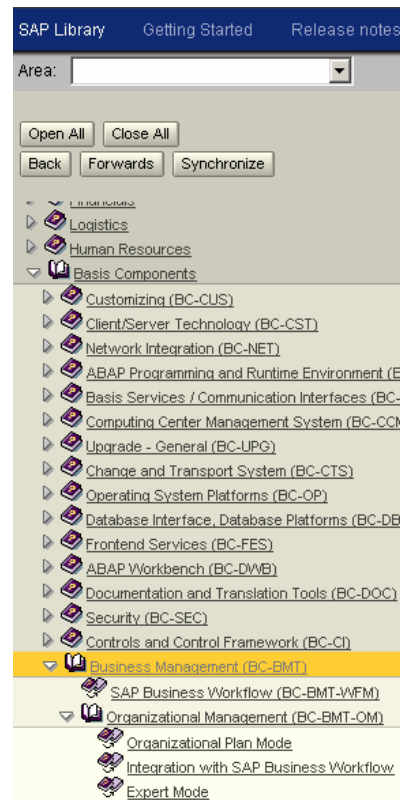 SAP Library Getting Started Release notes
Area:
Open All Close All
Back Forwards Synchronize
Financials
Logistics
Human Resources
Basis Components
Customizing (BC-CUS)
Client/Server Technology (BC-CST)
Network Integration (BC-NET)
ABAP Programming and Runtime Environment (
Basis Services / Communication Interfaces (BC-
Computing Center Management System (BC-CCM
Upgrade - General (BC-UPG)
Change and Transport System (BC-CTS)
Operating System Platforms (BC-OP)
Database Interface, Database Platforms (BC-DB
Frontend Services (BC-FES)
ABAP Workbench (BC-DWB)
Documentation and Translation Tools (BC-DOC)
Security (BC-SEC)
Controls and Control Framework (BC-CI)
Business Management (BC-BMT)
SAP Business Workflow (BC-BMT-WFM)
Organizational Management (BC-BMT-OM)
Organizational Plan Mode
Integration with SAP Business Workflow
Expert Mode